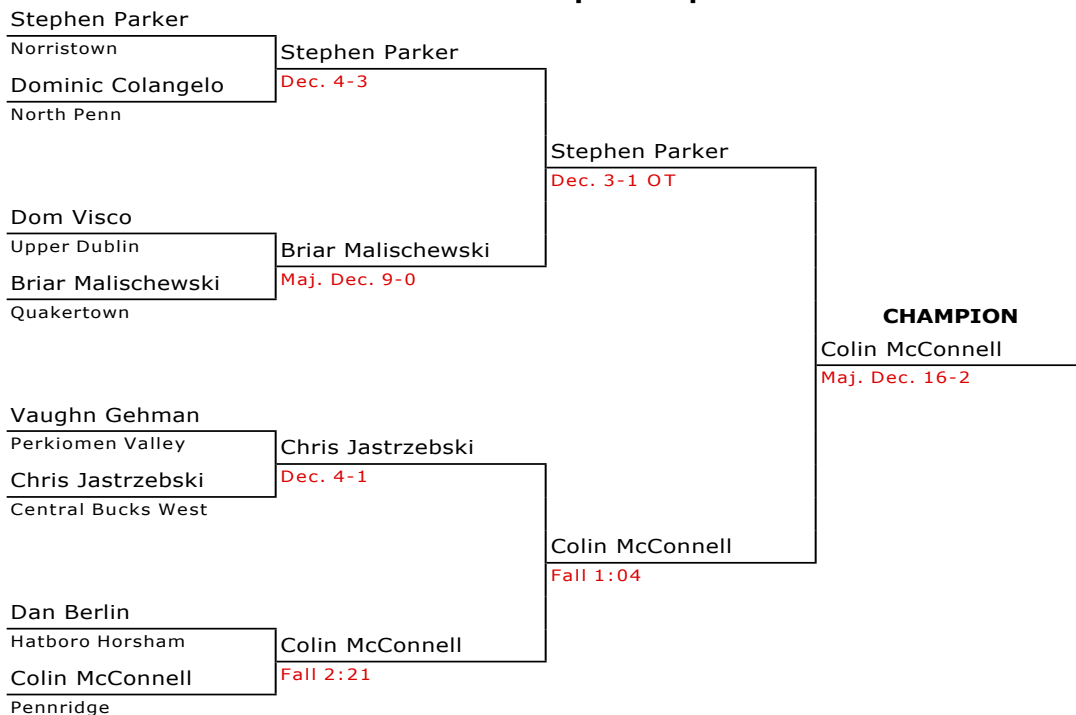 Stephen Parker
Norristown
Stephen Parker
Dominic Colangelo
Dec. 4-3
North Penn
Stephen Parker
Dec. 3-1 OT
Dom Visco
Upper Dublin
Briar Malischewski
Briar Malischewski
Maj. Dec. 9-0
Quakertown
CHAMPION
Colin McConnell
Maj. Dec. 16-2
Vaughn Gehman
Perkiomen Valley
Chris Jastrzebski
Chris Jastrzebski
Dec. 4-1
Central Bucks West
Colin McConnell
Fall 1:04
Dan Berlin
Hatboro Horsham
Colin McConnell
Colin McConnell
Fall 2:21
Pennridge